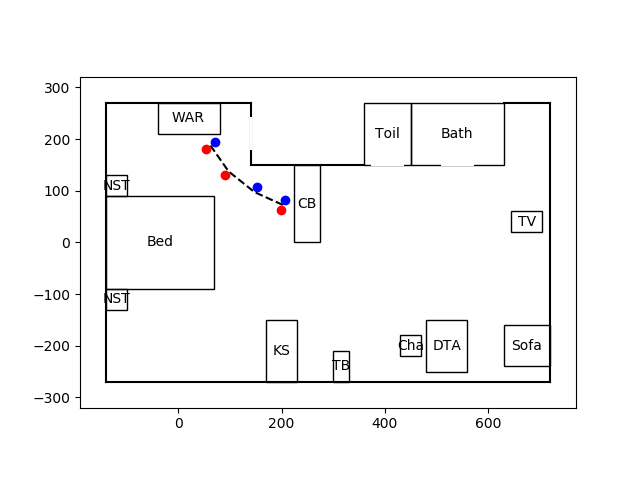 300
200
100
0
−100
−200
−300
0
200
400
600
WAR
Toil
Bath
NST
CB
TV
Bed
NST
KS
TB
Cha
DTA
Sofa